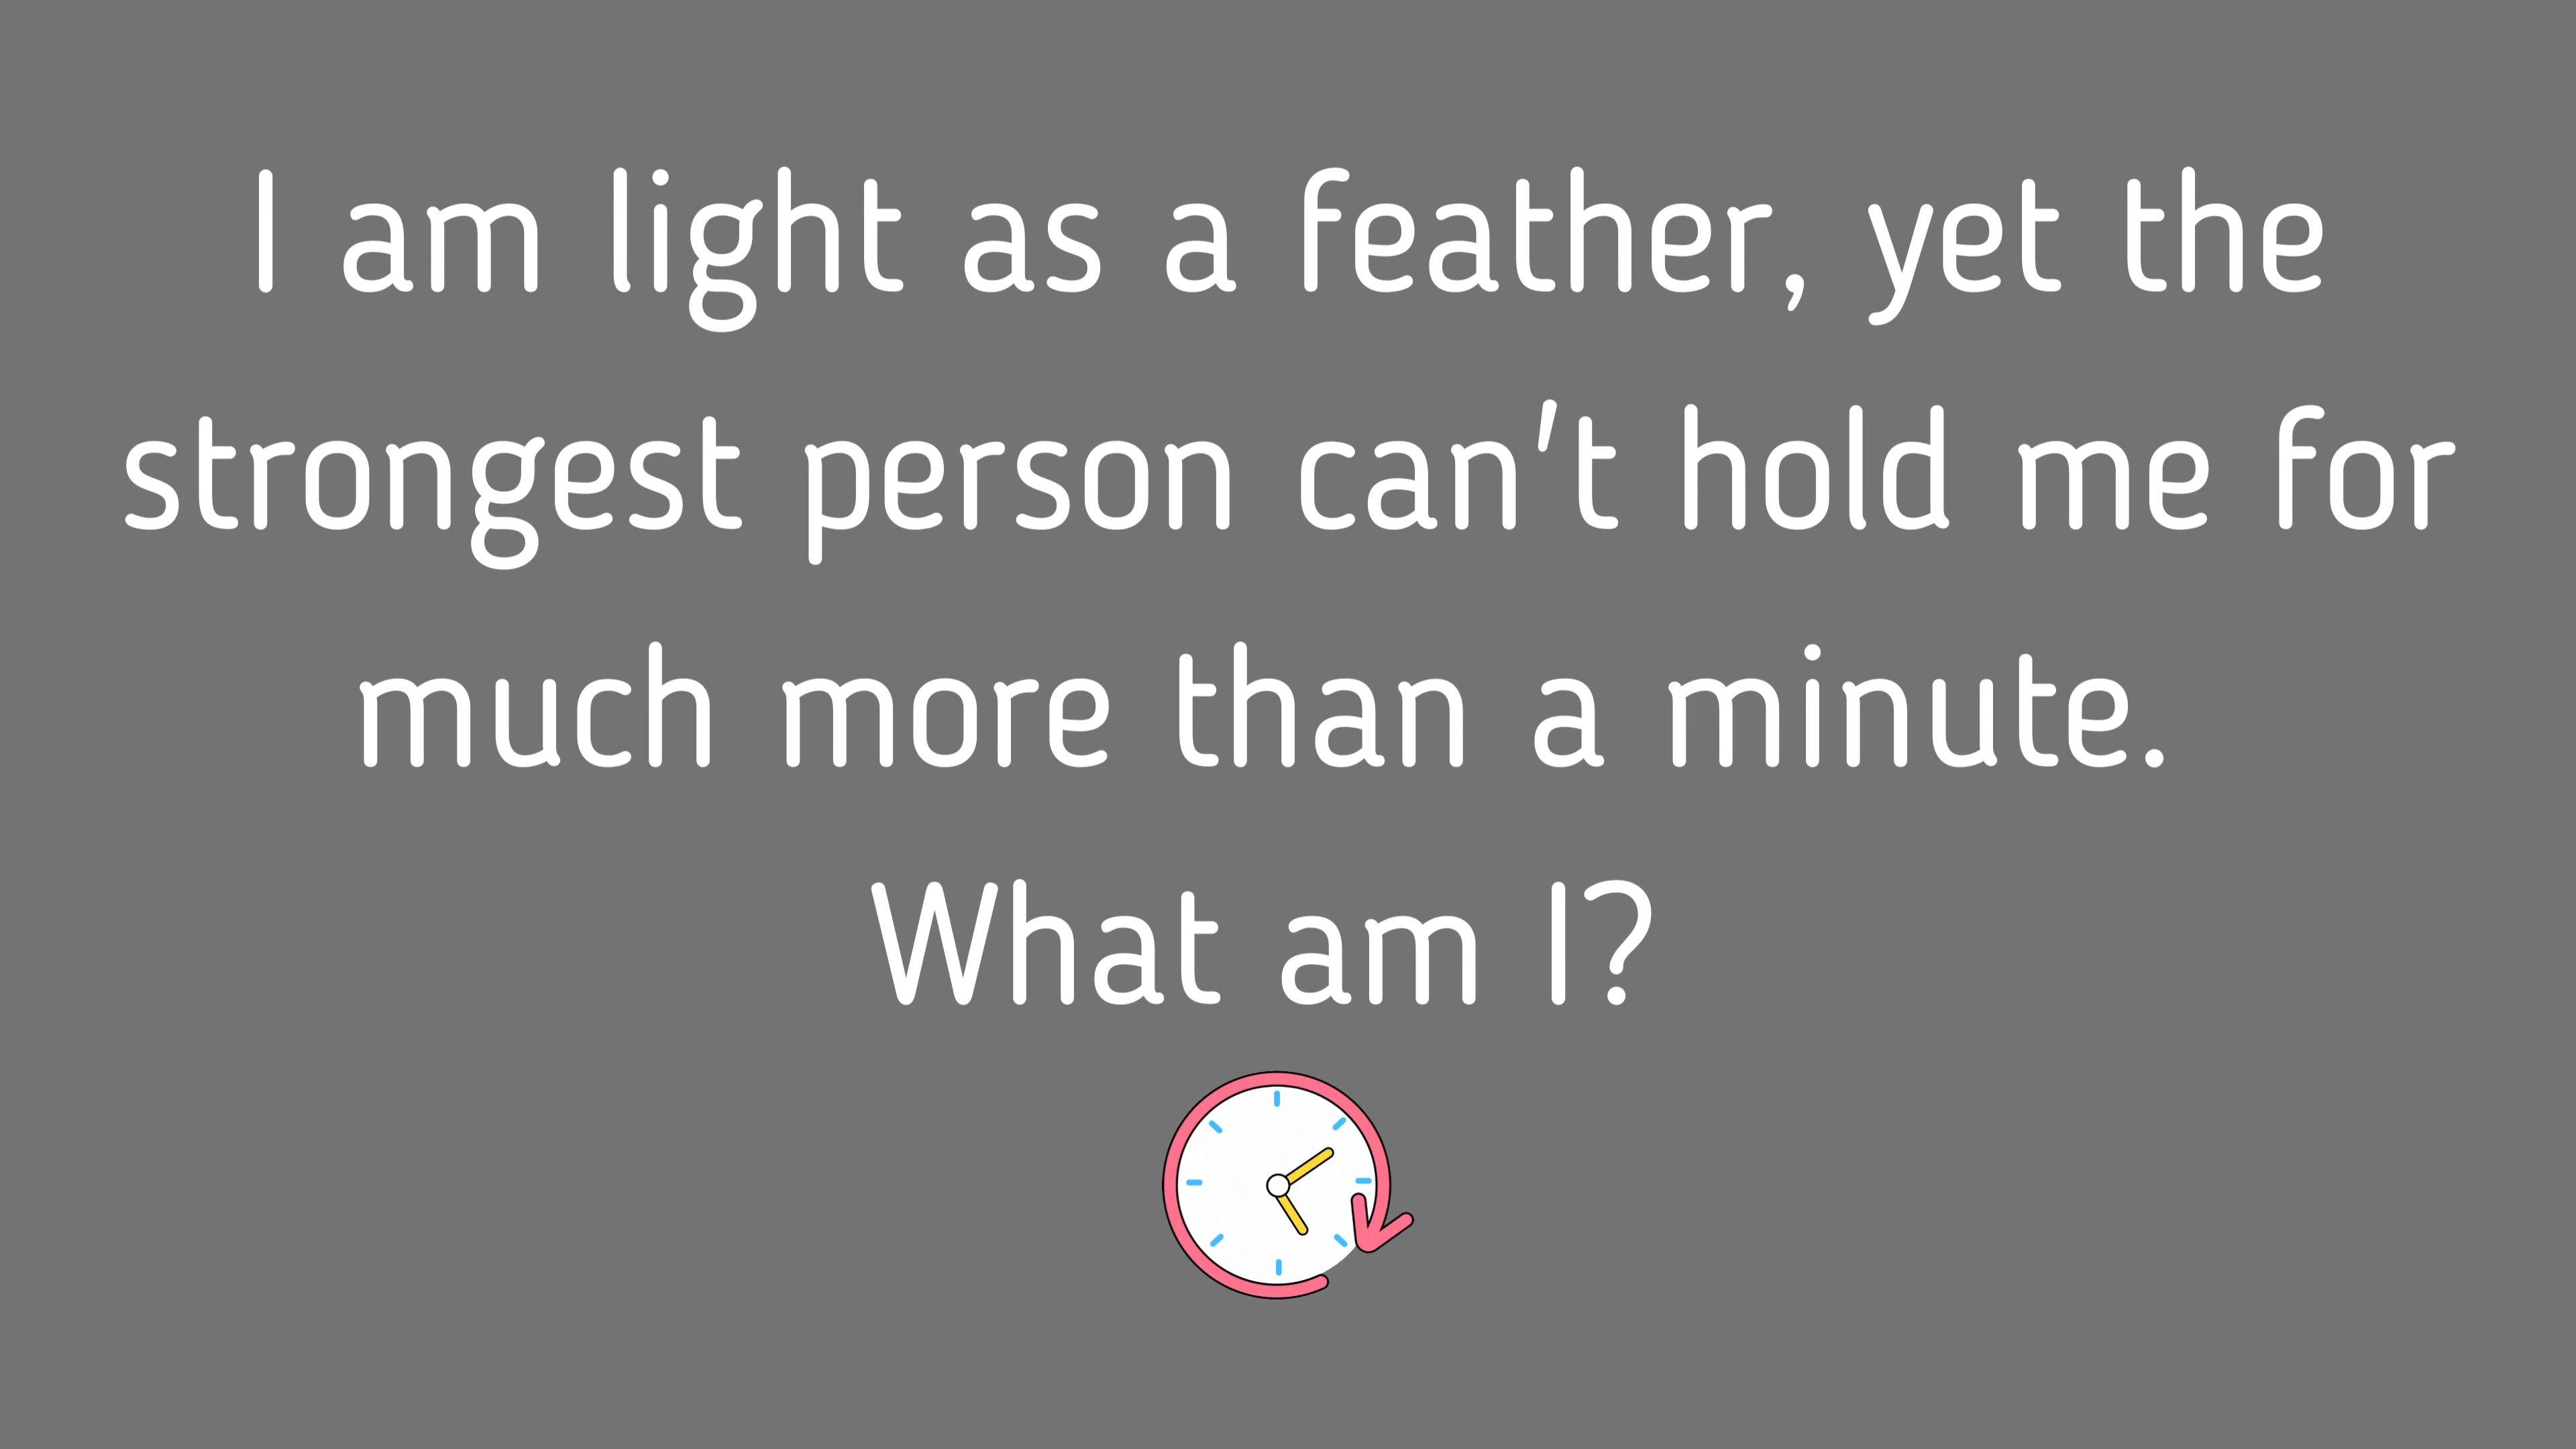 I am light as a feather, yet the
strongest person can't hold me for
much more than a minute.
What am I?